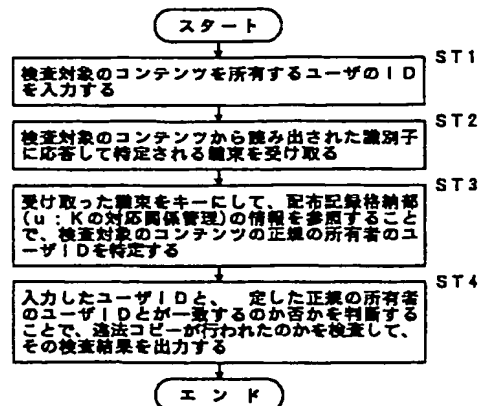 スタート
ST1
検査対象のコンテンツを所有するユーザのID
を入力する
ST2
検査対象のコンテンツから読み出された識別子
に応答して特定される鍵束を受け取る
ST3
受け取った鍵束をキーにして、配布記録格納部
(u:Kの対応関係管理)の情報を参照すること
で、検査対象のコンテンツの正規の所有者のユ
ーザIDを特定する
ST4
入力したユーザIDと、 定した正規の所有者
のユーザIDとが一致するのか否かを判断する
ことで、違法コピーが行われたのかを検査して、
その検査結果を出力する
エンド